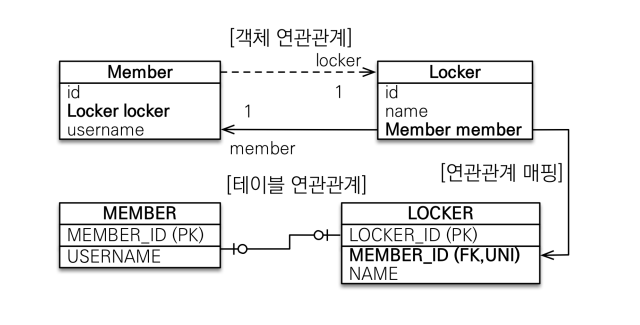 [객체 연관관계]
locker
Member
Locker
id
Locker locker
username
1
1
id
name
Member member
member
[연관관계 매핑]
[테이블 연관관계]
MEMBER
MEMBER_ID (PK)
USERNAME
LOCKER
LOCKER_ID (PK)
MEMBER_ID (FK,UNI)
NAME